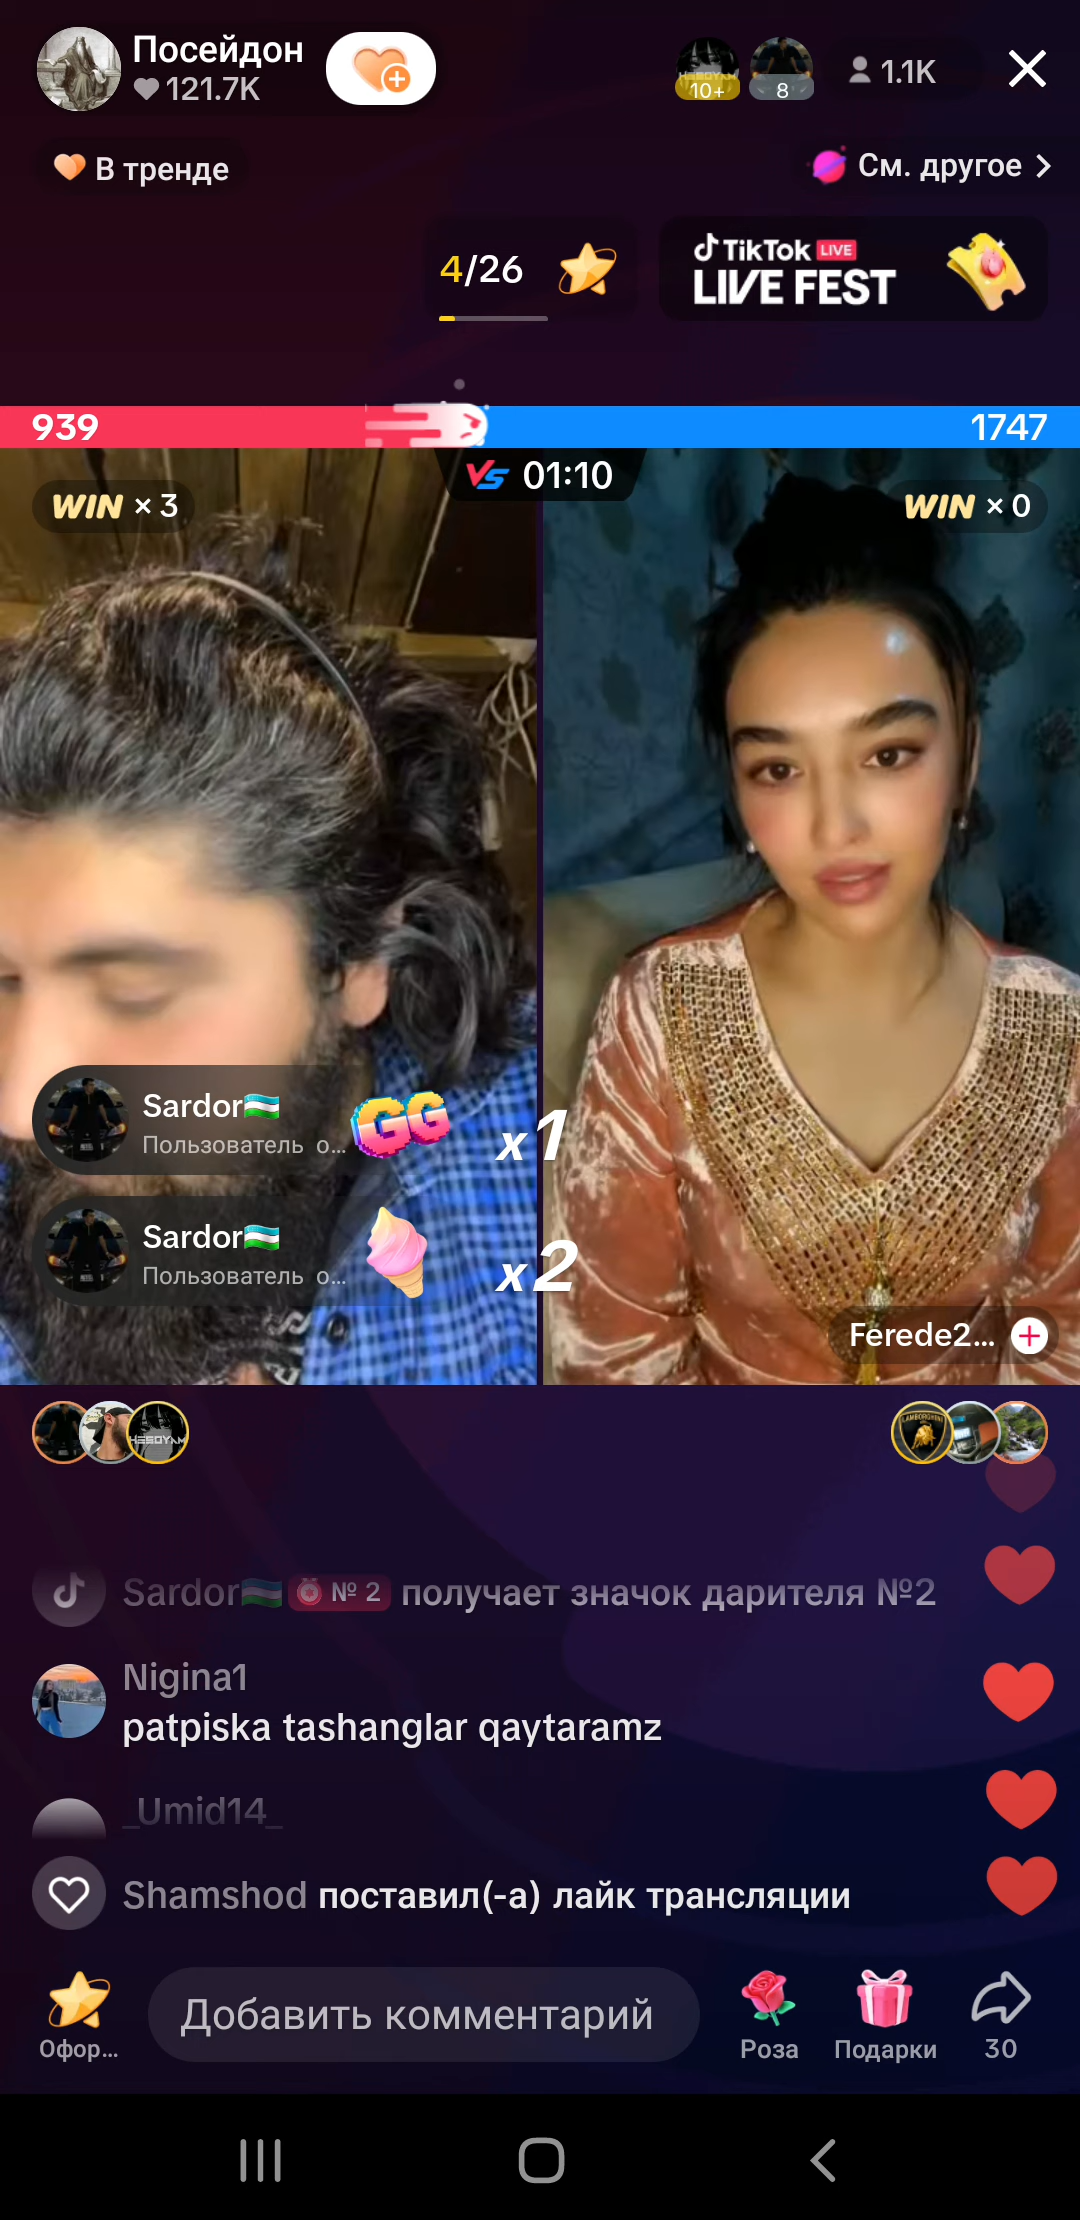 Посейдон
121.7K
10+
8
1.1K
В тренде
См. другое
4/26
TikTok LIVE
LIVE FEST
939
1747
VS 01:10
WIN × 3
WIN × 0
Sardor
Пользователь о...
GG
x1
Sardor
Пользователь о...
x2
Ferede2...
LAMBORGHINI
HESOYAM
Sardor № 2 получает значок дарителя №2
Nigina1
patpiska tashanglar qaytaramz
_Umid14_
Shamshod поставил(-а) лайк трансляции
Офор...
Добавить комментарий
Роза
Подарки
30